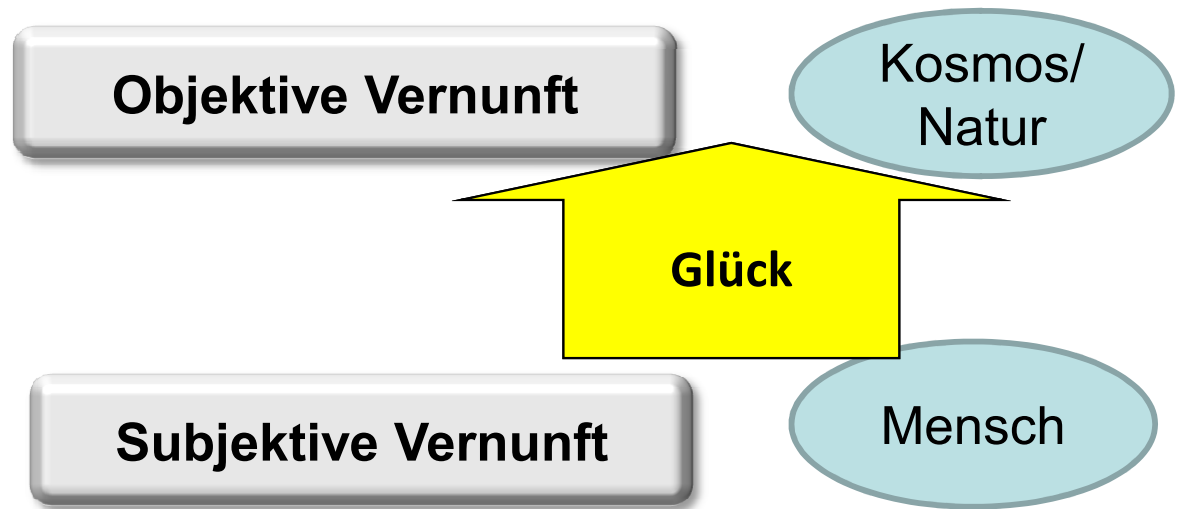 Objektive Vernunft
Kosmos/
Natur
Glück
Subjektive Vernunft
Mensch